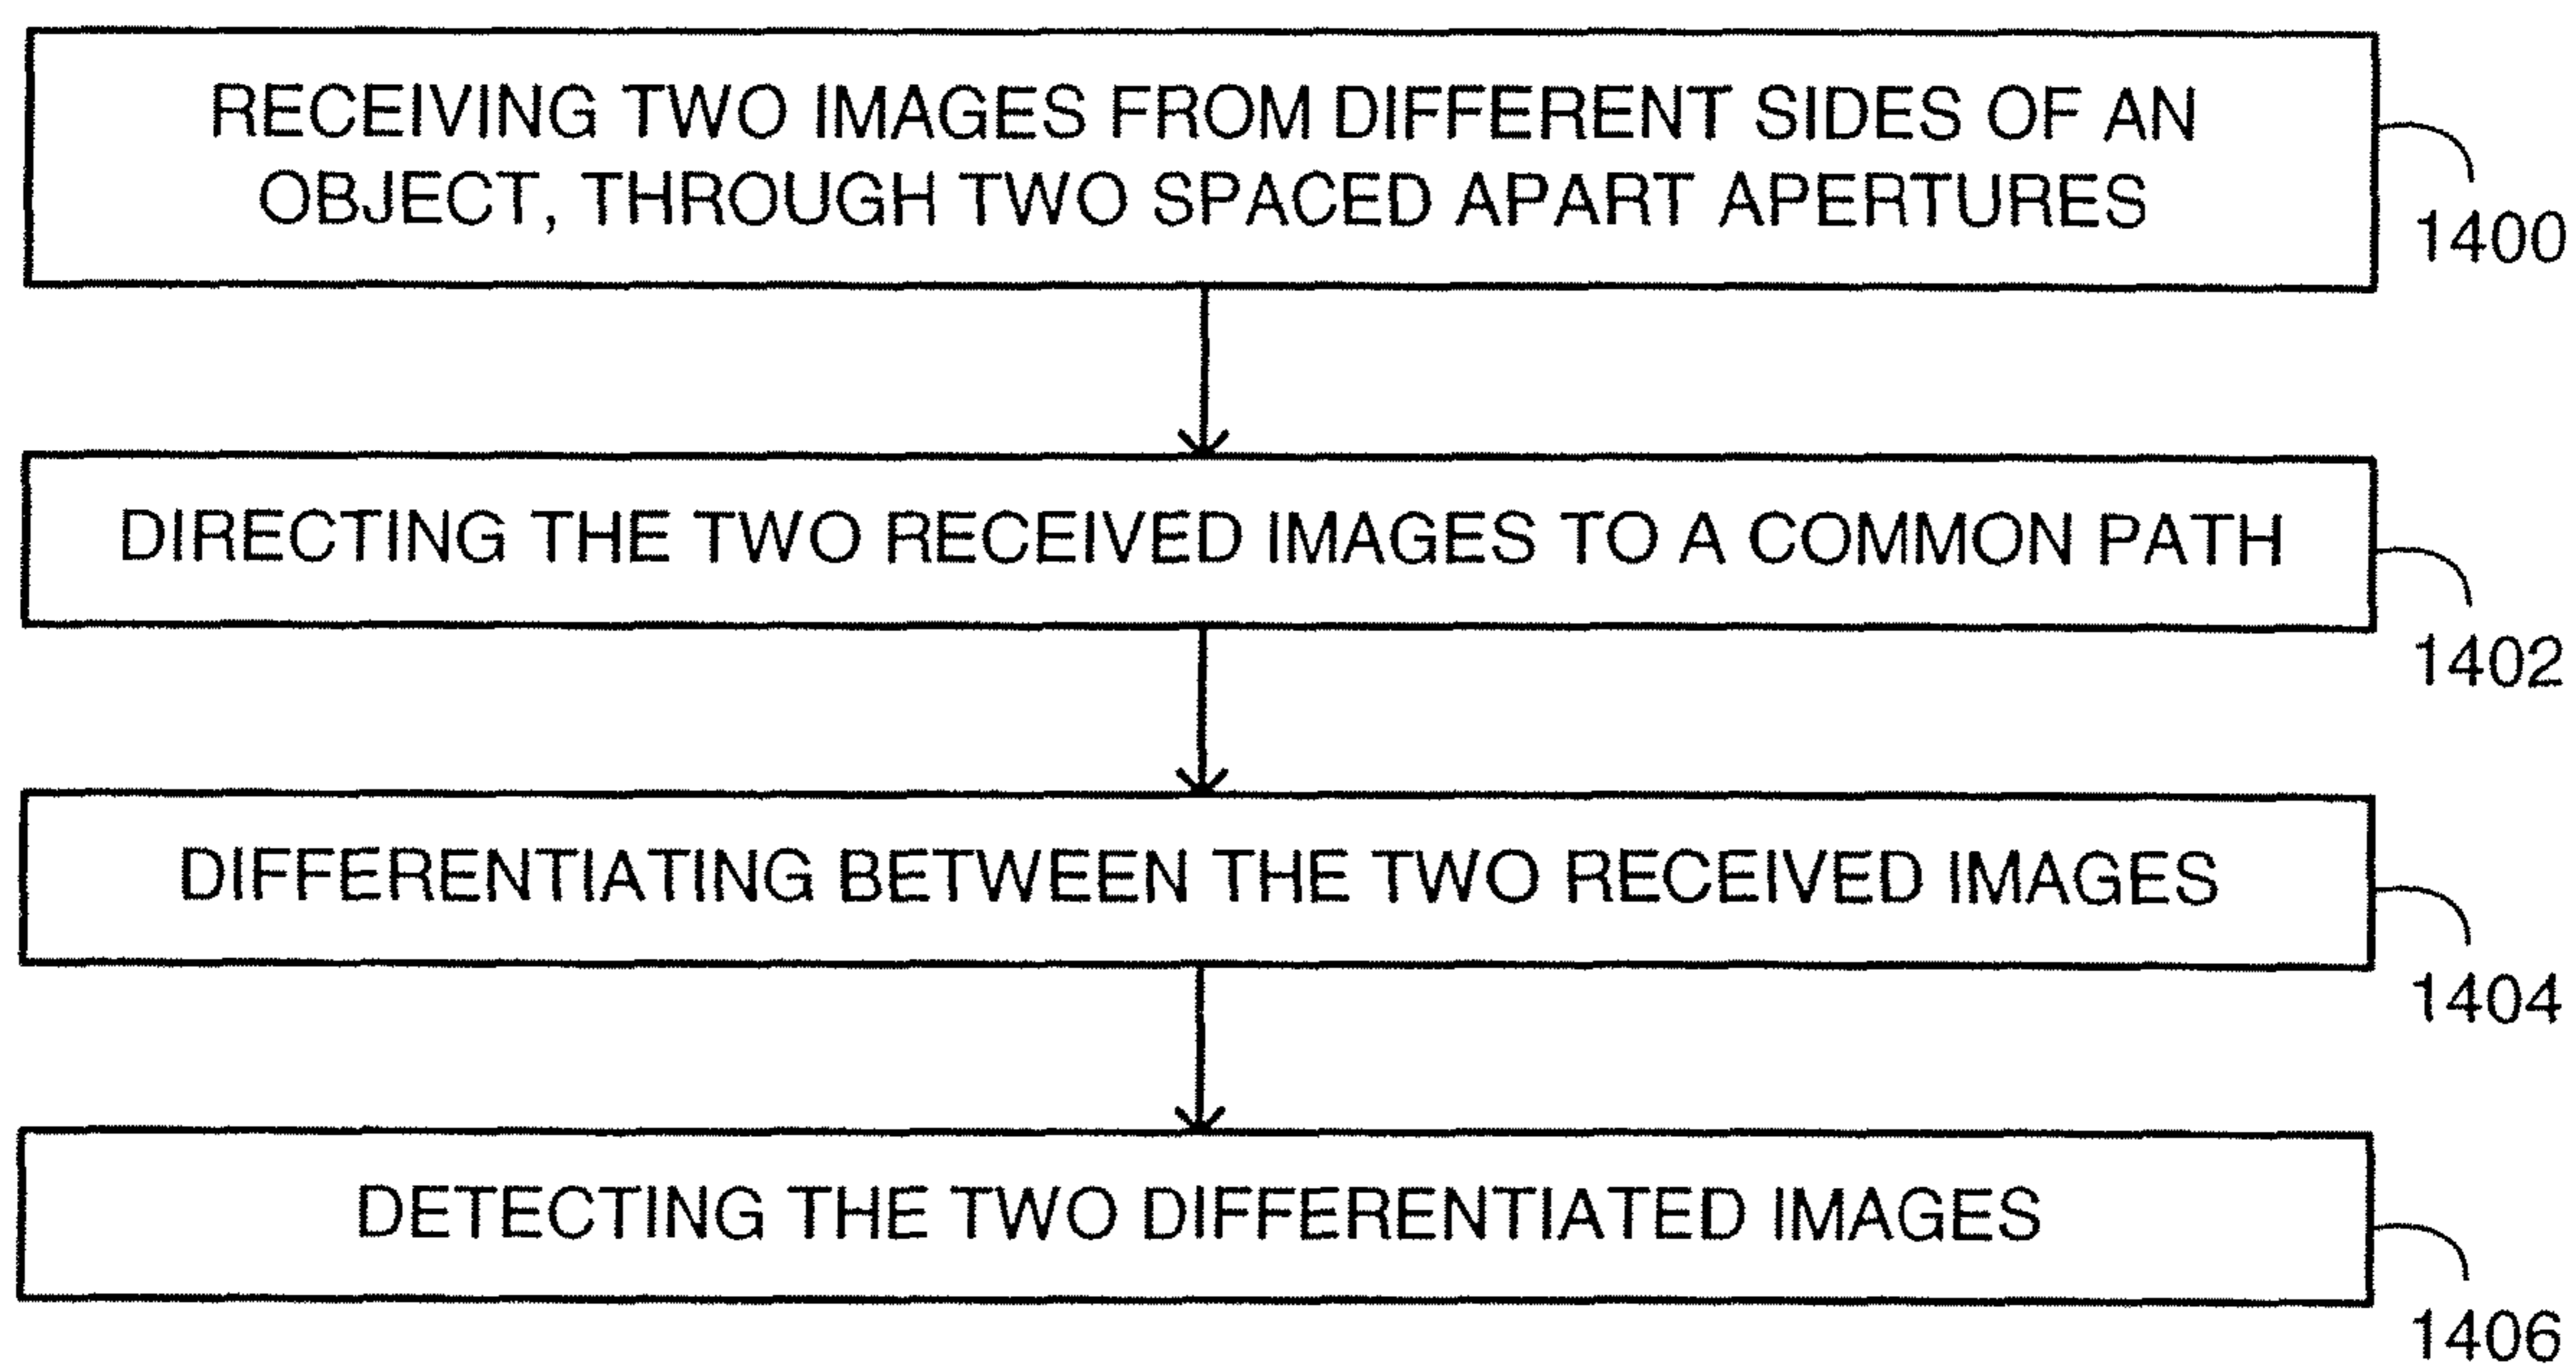 RECEIVING TWO IMAGES FROM DIFFERENT SIDES OF AN
OBJECT, THROUGH TWO SPACED APART APERTURES
1400
DIRECTING THE TWO RECEIVED IMAGES TO A COMMON PATH
1402
DIFFERENTIATING BETWEEN THE TWO RECEIVED IMAGES
1404
DETECTING THE TWO DIFFERENTIATED IMAGES
1406